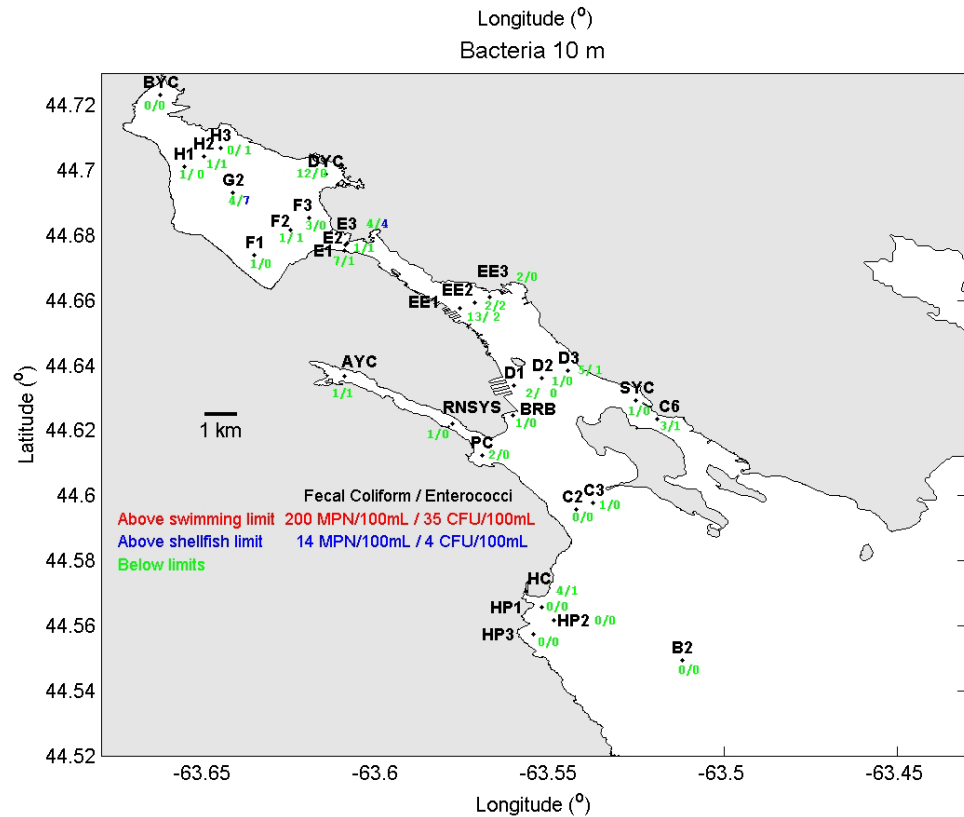 Longitude (o)
Bacteria 10 m
44.72
44.7
44.68
44.66
44.64
44.62
44.6
44.58
44.56
44.54
44.52
Latitude (o)
BYC
0/0
H3
0/ 1
H2
1/1
H1
1/ 0
G2
4/7
DYC
12/0
F3
3/0
F2
1/ 1
F1
1/0
E3
4/4
E2
1/1
E1
7/1
EE3
2/0
EE2
2/2
EE1
13/ 2
AYC
1/1
D3
5/ 1
D2
1/0
D1
2/ 0
SYC
1/0
C6
3/1
RNSYS
1/0
BRB
1/0
PC
2/0
1 km
C3
1/0
C2
0/0
Fecal Coliform / Enterococci
Above swimming limit 200 MPN/100mL / 35 CFU/100mL
Above shellfish limit 14 MPN/100mL / 4 CFU/100mL
Below limits
HC
4/1
HP1
0/0
HP2 0/0
HP3
0/0
B2
0/0
-63.65
-63.6
-63.55
-63.5
-63.45
Longitude (o)